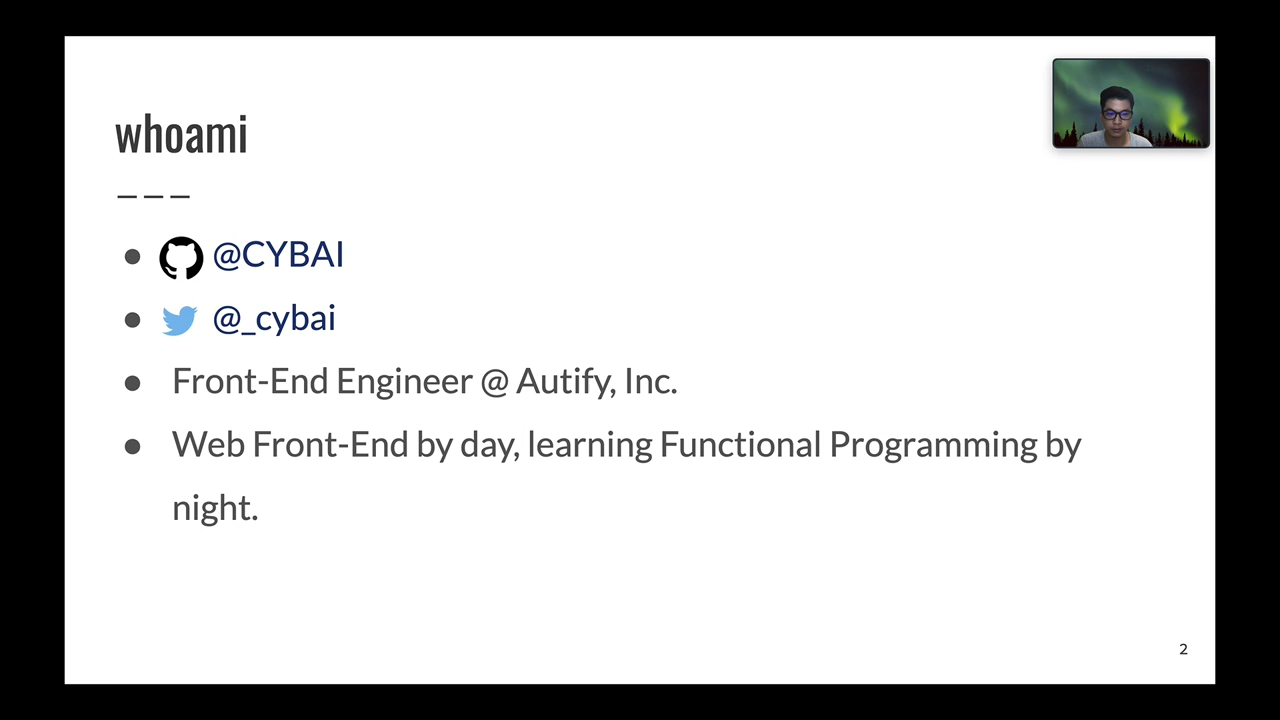 whoami
@CYBAI
@_cybai
Front-End Engineer @ Autify, Inc.
Web Front-End by day, learning Functional Programming by
night.
2